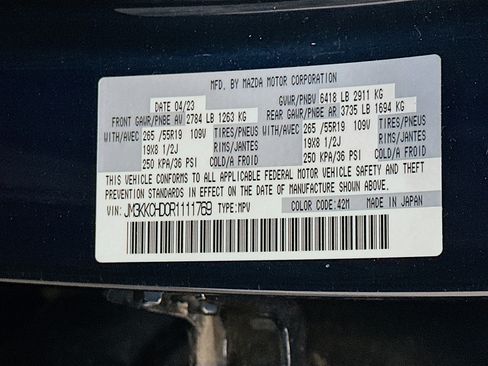 MFD. BY MAZDA MOTOR CORPORATION
DATE 04/23 GVWR/PNBV 6418 LB 2911 KG
FRONT GAWR/PNBE AV 2784 LB 1263 KG REAR GAWR/PNBE AR 3735 LB 1694 KG
WITH/AVEC 265 /55R19 109V TIRES/PNEUS WITH/AVEC 265 /55R19 109V TIRES/PNEUS
19X8 1/2J RIMS/JANTES 19X8 1/2J RIMS/JANTES
250 KPA/36 PSI COLD/A FROID 250 KPA/36 PSI COLD/A FROID
THIS VEHICLE CONFORMS TO ALL APPLICABLE FEDERAL MOTOR VEHICLE SAFETY AND THEFT
PREVENTION STANDARDS IN EFFECT ON THE DATE OF MANUFACTURE SHOWN ABOVE.
VIN: JM3KKCHD0R1111769 TYPE:MPV COLOR CODE:42M MADE IN JAPAN